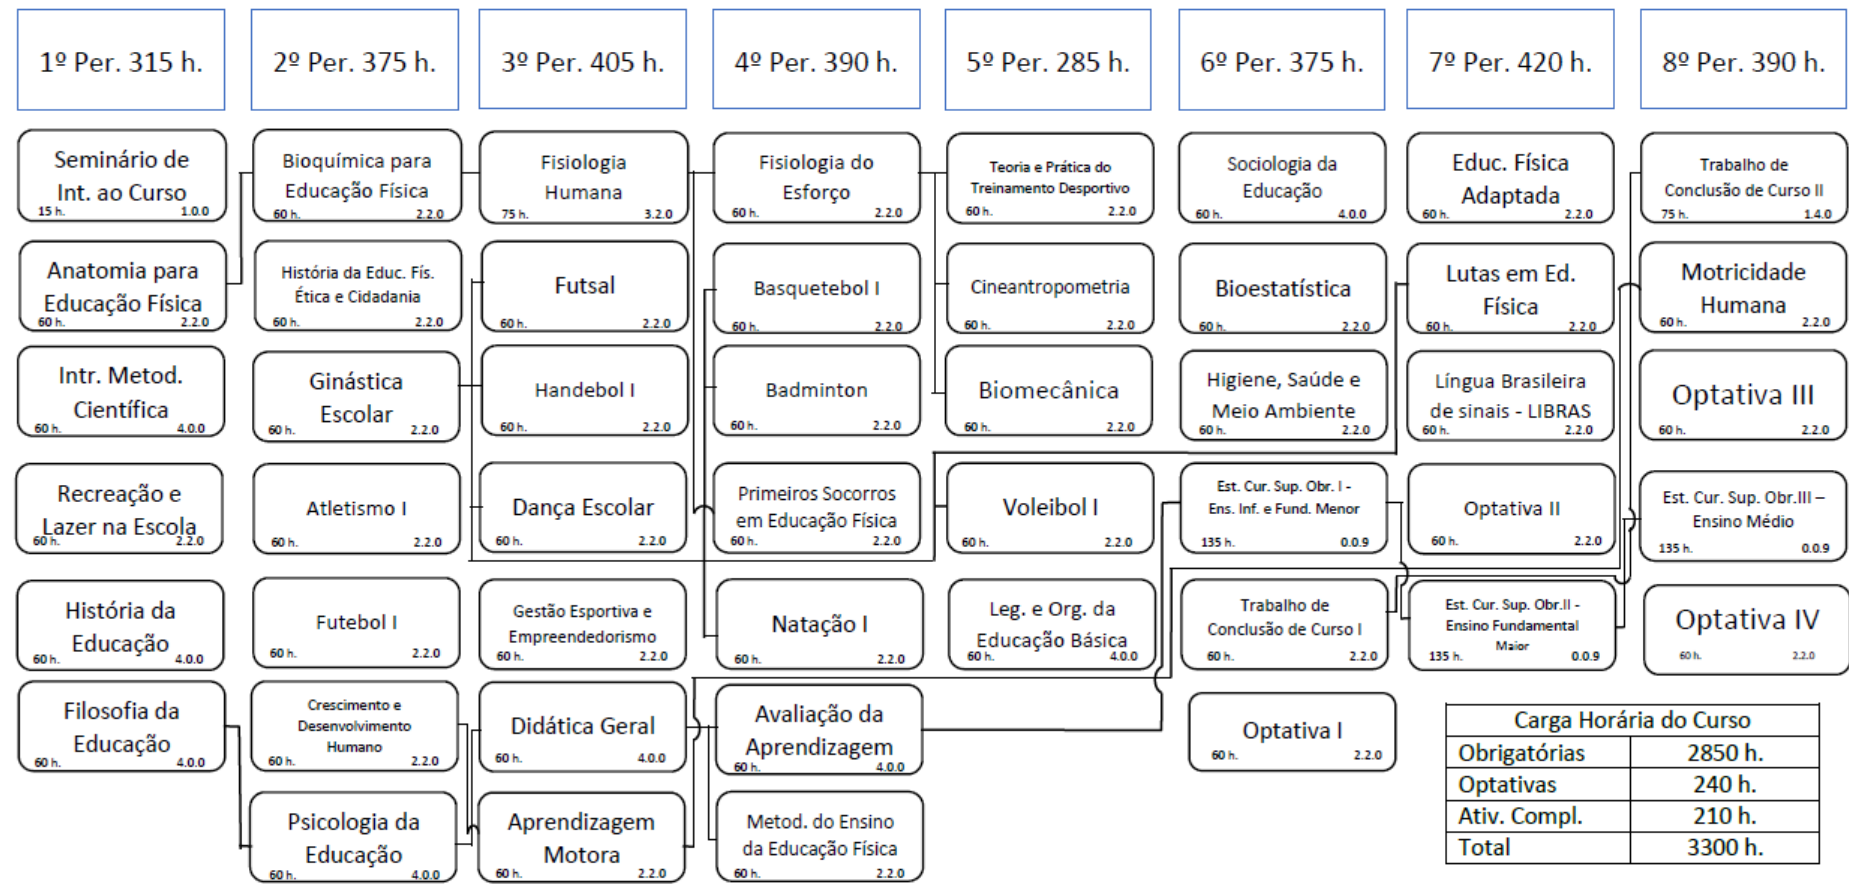 1º Per. 315 h.
2º Per. 375 h.
3º Per. 405 h.
4º Per. 390 h.
5º Per. 285 h.
6º Per. 375 h.
7º Per. 420 h.
8º Per. 390 h.
Seminário de
Int. ao Curso
15 h. 1.0.0
Bioquímica para
Educação Física
60 h. 2.2.0
Fisiologia
Humana
75 h. 3.2.0
Fisiologia do
Esforço
60 h. 2.2.0
Teoria e Prática do
Treinamento Desportivo
60 h. 2.2.0
Sociologia da
Educação
60 h. 4.0.0
Educ. Física
Adaptada
60 h. 2.2.0
Trabalho de
Conclusão de Curso II
75 h. 1.4.0
Anatomia para
Educação Física
60 h. 2.2.0
História da Educ. Fís.
Ética e Cidadania
60 h. 2.2.0
Futsal
60 h. 2.2.0
Basquetebol I
60 h. 2.2.0
Cineantropometria
60 h. 2.2.0
Bioestatística
60 h. 2.2.0
Lutas em Ed.
Física
60 h. 2.2.0
Motricidade
Humana
60 h. 2.2.0
Intr. Metod.
Científica
60 h. 4.0.0
Ginástica
Escolar
60 h. 2.2.0
Handebol I
60 h. 2.2.0
Badminton
60 h. 2.2.0
Biomecânica
60 h. 2.2.0
Higiene, Saúde e
Meio Ambiente
60 h. 2.2.0
Língua Brasileira
de sinais - LIBRAS
60 h. 2.2.0
Optativa III
60 h. 2.2.0
Recreação e
Lazer na Escola
60 h. 2.2.0
Atletismo I
60 h. 2.2.0
Dança Escolar
60 h. 2.2.0
Primeiros Socorros
em Educação Física
60 h. 2.2.0
Voleibol I
60 h. 2.2.0
Est. Cur. Sup. Obr. I -
Ens. Inf. e Fund. Menor
135 h. 0.0.9
Optativa II
60 h. 2.2.0
Est. Cur. Sup. Obr.III –
Ensino Médio
135 h. 0.0.9
História da
Educação
60 h. 4.0.0
Futebol I
60 h. 2.2.0
Gestão Esportiva e
Empreendedorismo
60 h. 2.2.0
Natação I
60 h. 2.2.0
Leg. e Org. da
Educação Básica
60 h. 4.0.0
Trabalho de
Conclusão de Curso I
60 h. 2.2.0
Est. Cur. Sup. Obr.II -
Ensino Fundamental
Maior
135 h. 0.0.9
Optativa IV
60 h. 2.2.0
Filosofia da
Educação
60 h. 4.0.0
Crescimento e
Desenvolvimento
Humano
60 h. 2.2.0
Didática Geral
60 h. 4.0.0
Avaliação da
Aprendizagem
60 h. 4.0.0
Optativa I
60 h. 2.2.0
Psicologia da
Educação
60 h. 4.0.0
Aprendizagem
Motora
60 h. 2.2.0
Metod. do Ensino
da Educação Física
60 h. 2.2.0
Carga Horária do Curso
Obrigatórias 2850 h.
Optativas 240 h.
Ativ. Compl. 210 h.
Total 3300 h.